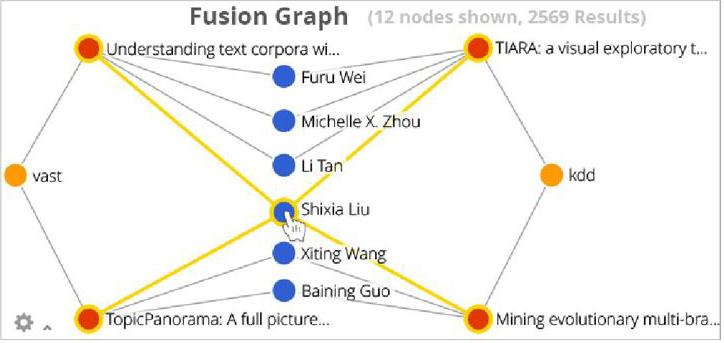 Fusion Graph (12 nodes shown, 2569 Results)
Understanding text corpora wi...
TIARA: a visual exploratory t...
Furu Wei
Michelle X. Zhou
Li Tan
vast
kdd
Shixia Liu
Xiting Wang
Baining Guo
TopicPanorama: A full picture...
Mining evolutionary multi-bra...